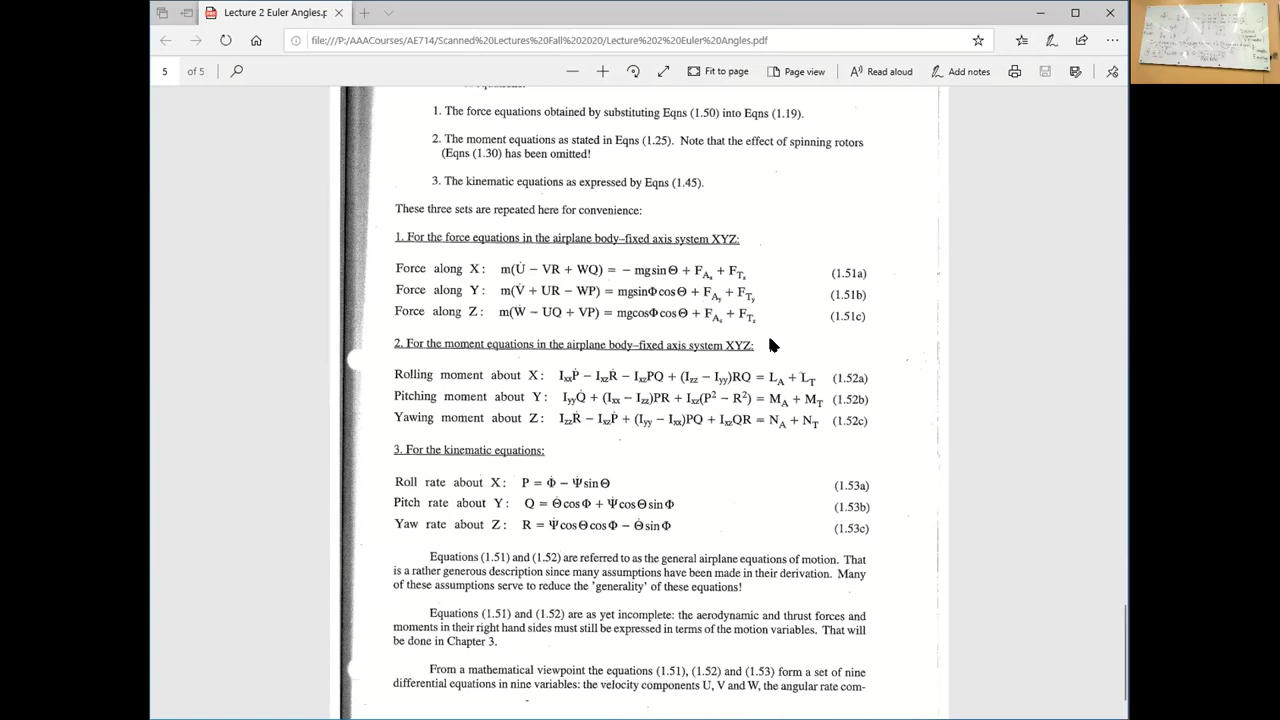 Lecture 2 Euler Angles.p
file:///P:/AAACourses/AE714/Scanned%20Lectures%20Fall%202020/Lecture%202%20Euler%20Angles.pdf
5 of 5
Fit to page
Page view
Read aloud
Add notes
1. The force equations obtained by substituting Eqns (1.50) into Eqns (1.19).
2. The moment equations as stated in Eqns (1.25). Note that the effect of spinning rotors
(Eqns (1.30) has been omitted!
3. The kinematic equations as expressed by Eqns (1.45).
These three sets are repeated here for convenience:
1. For the force equations in the airplane body–fixed axis system XYZ:
Force along X: m(U̇ − VR + WQ) = − mgsinΘ + F_Aₓ + F_Tₓ (1.51a)
Force along Y: m(V̇ + UR − WP) = mgsinΦcosΘ + F_A_y + F_T_y (1.51b)
Force along Z: m(Ẇ − UQ + VP) = mgcosΦcosΘ + F_A_z + F_T_z (1.51c)
2. For the moment equations in the airplane body–fixed axis system XYZ:
Rolling moment about X: I_xxṖ − I_xzṘ − I_xzPQ + (I_zz − I_yy)RQ = L_A + L_T (1.52a)
Pitching moment about Y: I_yyQ̇ + (I_xx − I_zz)PR + I_xz(P² − R²) = M_A + M_T (1.52b)
Yawing moment about Z: I_zzṘ − I_xzṖ + (I_yy − I_xx)PQ + I_xzQR = N_A + N_T (1.52c)
3. For the kinematic equations:
Roll rate about X: P = Φ̇ − Ψ̇sinΘ (1.53a)
Pitch rate about Y: Q = Θ̇cosΦ + Ψ̇cosΘsinΦ (1.53b)
Yaw rate about Z: R = Ψ̇cosΘcosΦ − Θ̇sinΦ (1.53c)
Equations (1.51) and (1.52) are referred to as the general airplane equations of motion. That
is a rather generous description since many assumptions have been made in their derivation. Many
of these assumptions serve to reduce the 'generality' of these equations!
Equations (1.51) and (1.52) are as yet incomplete: the aerodynamic and thrust forces and
moments in their right hand sides must still be expressed in terms of the motion variables. That will
be done in Chapter 3.
From a mathematical viewpoint the equations (1.51), (1.52) and (1.53) form a set of nine
differential equations in nine variables: the velocity components U, V and W, the angular rate com-